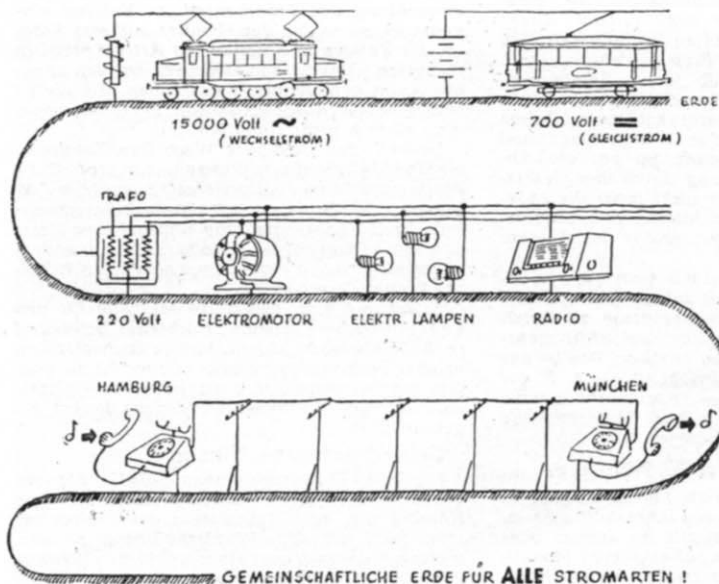 ERDE
15000 Volt ~
(WECHSELSTROM)
700 Volt =
(GLEICHSTROM)
TRAFO
220 Volt
ELEKTROMOTOR
ELEKTR. LAMPEN
RADIO
HAMBURG
MÜNCHEN
GEMEINSCHAFTLICHE ERDE FÜR ALLE STROMARTEN!